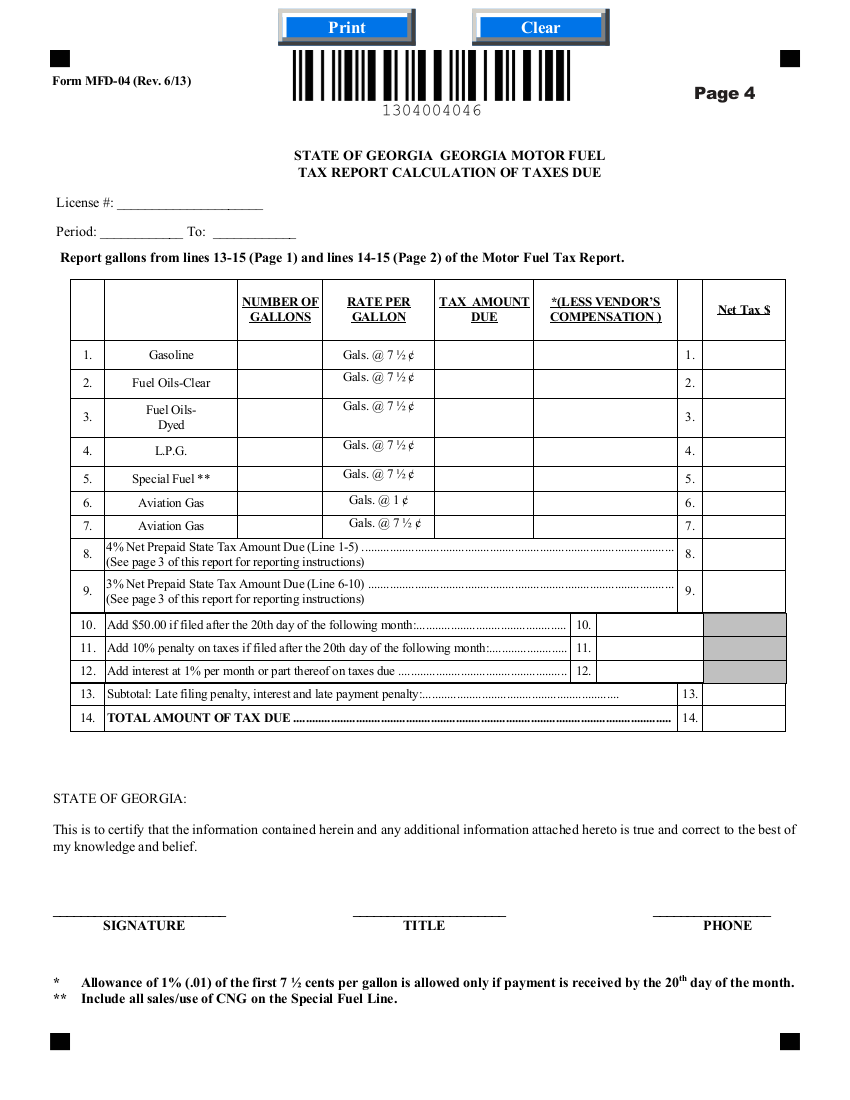 Print Clear
Form MFD-04 (Rev. 6/13)
1304004046
Page 4
STATE OF GEORGIA GEORGIA MOTOR FUEL
TAX REPORT CALCULATION OF TAXES DUE
License #: _____________________
Period: ____________ To: ____________
Report gallons from lines 13-15 (Page 1) and lines 14-15 (Page 2) of the Motor Fuel Tax Report.
NUMBER OF GALLONS RATE PER GALLON TAX AMOUNT DUE *(LESS VENDOR'S COMPENSATION ) Net Tax $
1. Gasoline Gals. @ 7 ½ ¢ 1.
2. Fuel Oils-Clear Gals. @ 7 ½ ¢ 2.
3. Fuel Oils-Dyed Gals. @ 7 ½ ¢ 3.
4. L.P.G. Gals. @ 7 ½ ¢ 4.
5. Special Fuel ** Gals. @ 7 ½ ¢ 5.
6. Aviation Gas Gals. @ 1 ¢ 6.
7. Aviation Gas Gals. @ 7 ½ ¢ 7.
8. 4% Net Prepaid State Tax Amount Due (Line 1-5) .......... 8.
(See page 3 of this report for reporting instructions)
9. 3% Net Prepaid State Tax Amount Due (Line 6-10) .......... 9.
(See page 3 of this report for reporting instructions)
10. Add $50.00 if filed after the 20th day of the following month:.......... 10.
11. Add 10% penalty on taxes if filed after the 20th day of the following month:.......... 11.
12. Add interest at 1% per month or part thereof on taxes due .......... 12.
13. Subtotal: Late filing penalty, interest and late payment penalty:.......... 13.
14. TOTAL AMOUNT OF TAX DUE .......... 14.
STATE OF GEORGIA:
This is to certify that the information contained herein and any additional information attached hereto is true and correct to the best of
my knowledge and belief.
SIGNATURE TITLE PHONE
* Allowance of 1% (.01) of the first 7 ½ cents per gallon is allowed only if payment is received by the 20th day of the month.
** Include all sales/use of CNG on the Special Fuel Line.